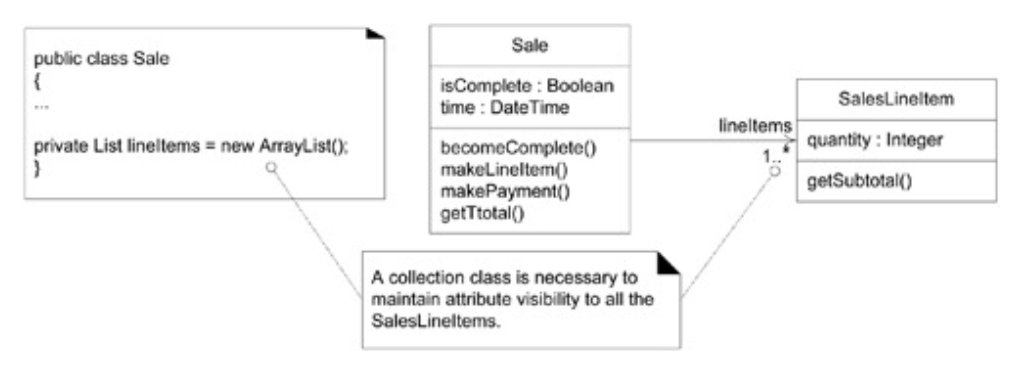 public class Sale
{
...
private List lineItems = new ArrayList();
}
Sale
isComplete : Boolean
time : DateTime
becomeComplete()
makeLineItem()
makePayment()
getTtotal()
lineItems
1..*
SalesLineItem
quantity : Integer
getSubtotal()
A collection class is necessary to
maintain attribute visibility to all the
SalesLineItems.